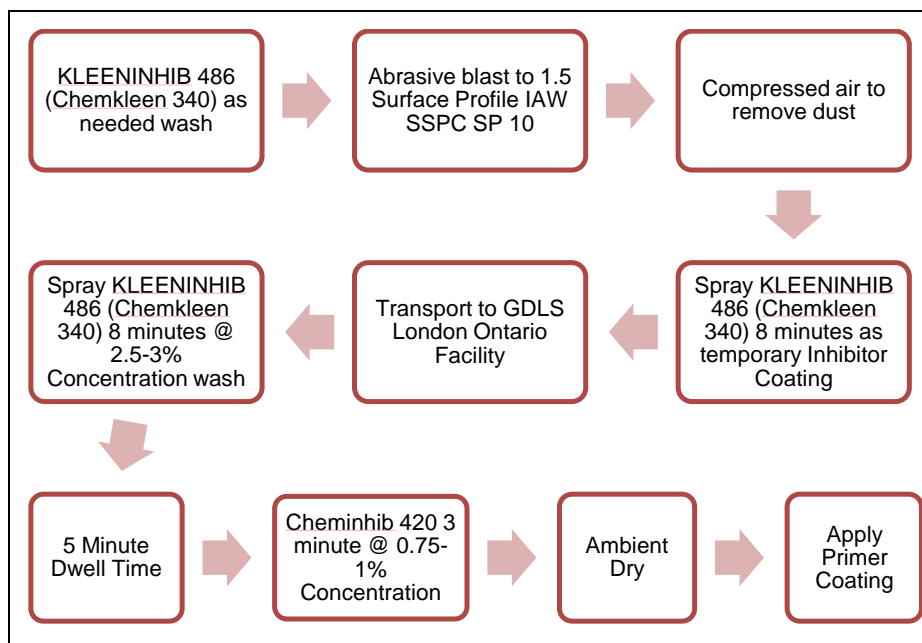 KLEENINHIB 486
(Chemkleen 340) as
needed wash
Abrasive blast to 1.5
Surface Profile IAW
SSPC SP 10
Compressed air to
remove dust
Spray KLEENINHIB
486 (Chemkleen
340) 8 minutes as
temporary Inhibitor
Coating
Transport to GDLS
London Ontario
Facility
Spray KLEENINHIB
486 (Chemkleen
340) 8 minutes @
2.5-3%
Concentration wash
5 Minute
Dwell Time
Cheminhib 420 3
minute @ 0.75-
1%
Concentration
Ambient
Dry
Apply
Primer
Coating